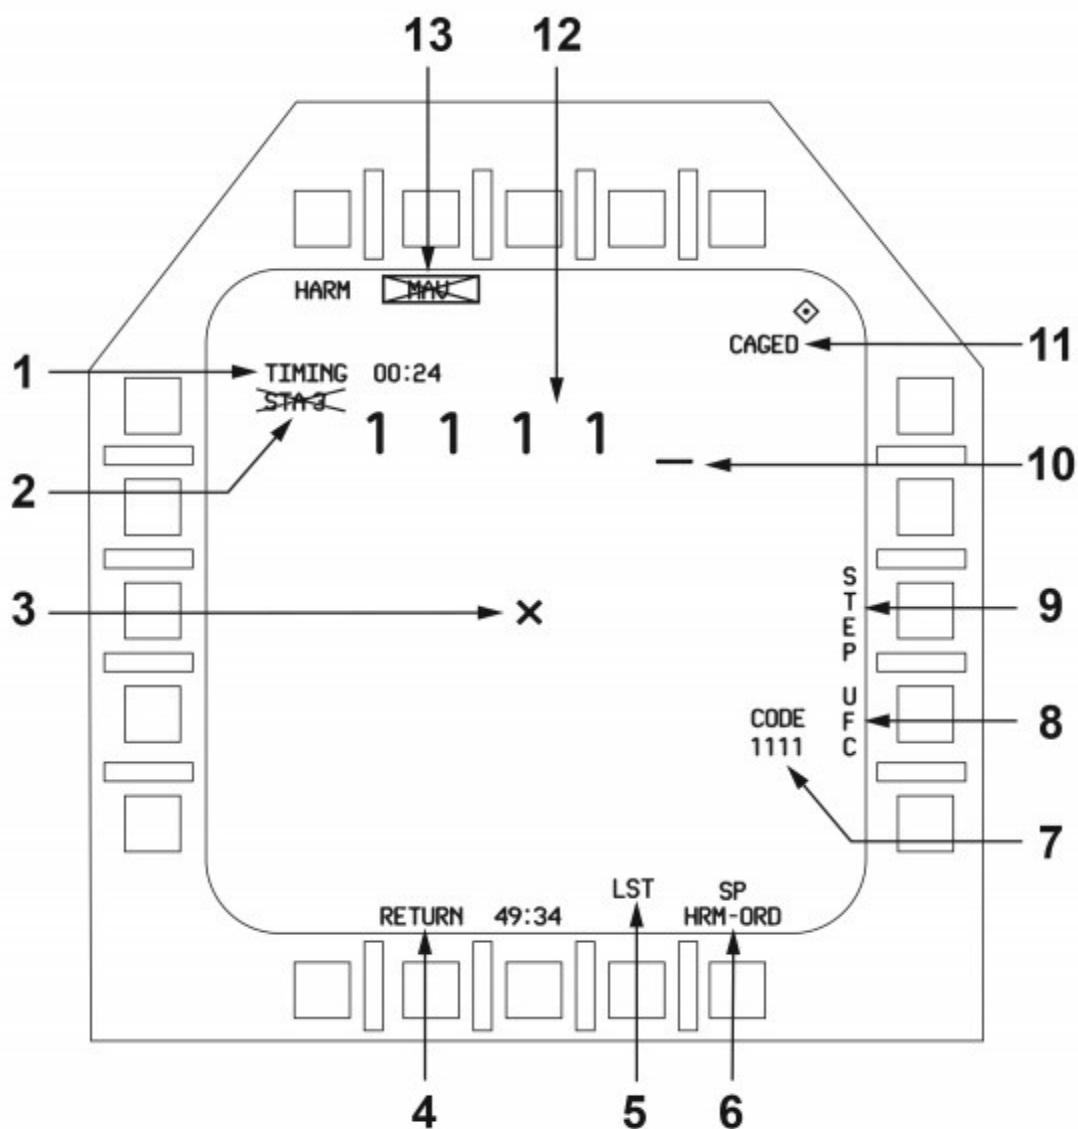 13 12
HARM MAV
CAGED
11
1
TIMING 00:24
STA 3
1 1 1 1
10
2
3
S
T
E
P
9
U
F
C
8
CODE
1111
7
LST SP
RETURN 49:34 HRM-ORD
4 5 6